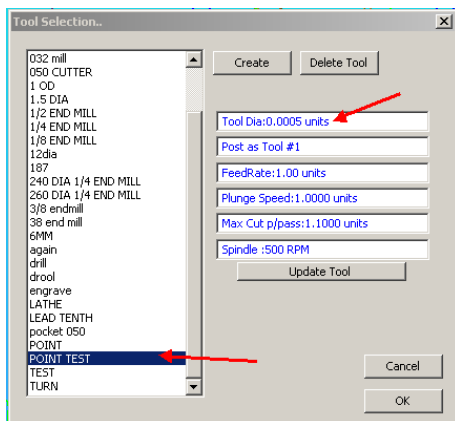 Tool Selection..
032 mill
050 CUTTER
1 OD
1.5 DIA
1/2 END MILL
1/4 END MILL
1/8 END MILL
12dia
187
240 DIA 1/4 END MILL
260 DIA 1/4 END MILL
3/8 endmill
38 end mill
6MM
again
drill
drool
engrave
LATHE
LEAD TENTH
pocket 050
POINT
POINT TEST
TEST
TURN
Create
Delete Tool
Tool Dia:0.0005 units
Post as Tool #1
FeedRate:1.00 units
Plunge Speed:1.0000 units
Max Cut p/pass:1.1000 units
Spindle :500 RPM
Update Tool
Cancel
OK